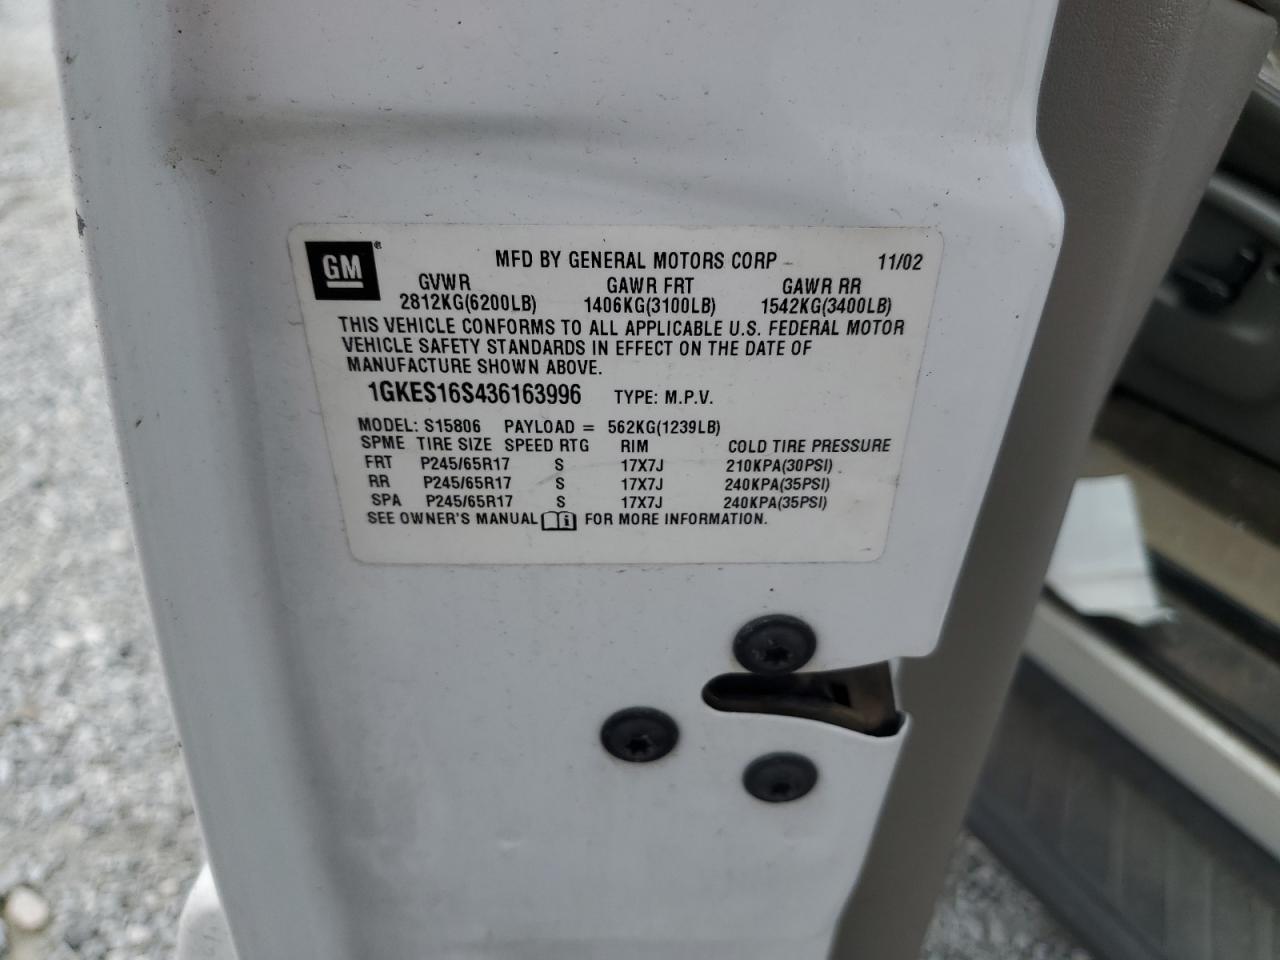 GM ® MFD BY GENERAL MOTORS CORP 11/02
GVWR GAWR FRT GAWR RR
2812KG(6200LB) 1406KG(3100LB) 1542KG(3400LB)
THIS VEHICLE CONFORMS TO ALL APPLICABLE U.S. FEDERAL MOTOR
VEHICLE SAFETY STANDARDS IN EFFECT ON THE DATE OF
MANUFACTURE SHOWN ABOVE.
1GKES16S436163996 TYPE: M.P.V.
MODEL: S15806 PAYLOAD = 562KG(1239LB)
SPME TIRE SIZE SPEED RTG RIM COLD TIRE PRESSURE
FRT P245/65R17 S 17X7J 210KPA(30PSI)
RR P245/65R17 S 17X7J 240KPA(35PSI)
SPA P245/65R17 S 17X7J 240KPA(35PSI)
SEE OWNER'S MANUAL i FOR MORE INFORMATION.